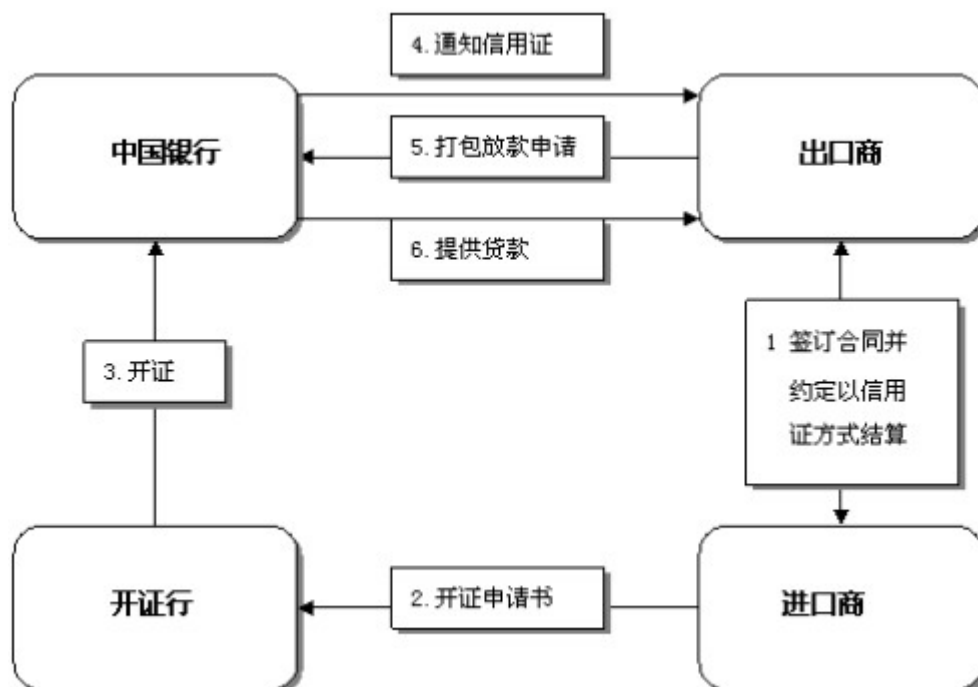 4.通知信用证
中国银行
5.打包放款申请
出口商
6.提供贷款
3.开证
1 签订合同并
约定以信用
证方式结算
开证行
2.开证申请书
进口商